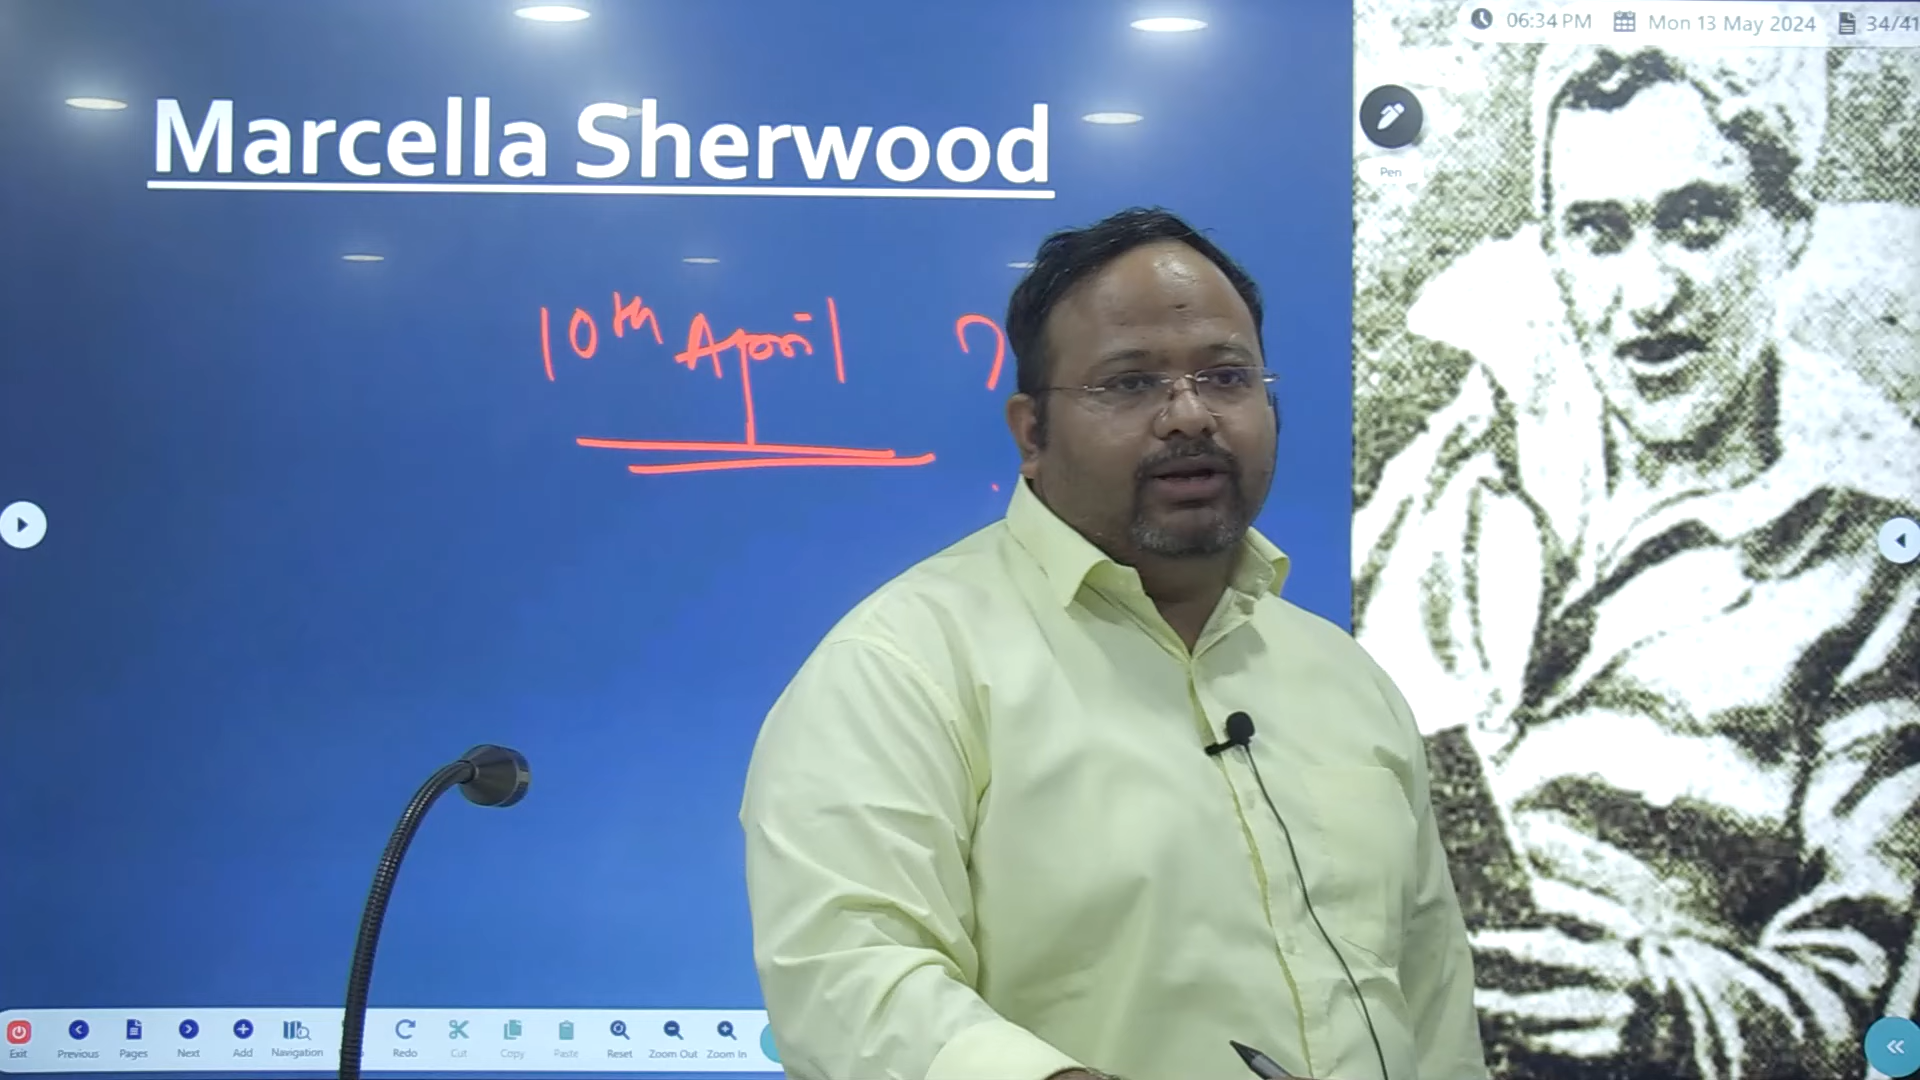 06:34 PM Mon 13 May 2024 34/41
Marcella Sherwood
Pen
10th April ?
Exit Previous Pages Next Add Navigation Redo Cut Copy Paste Reset Zoom Out Zoom In